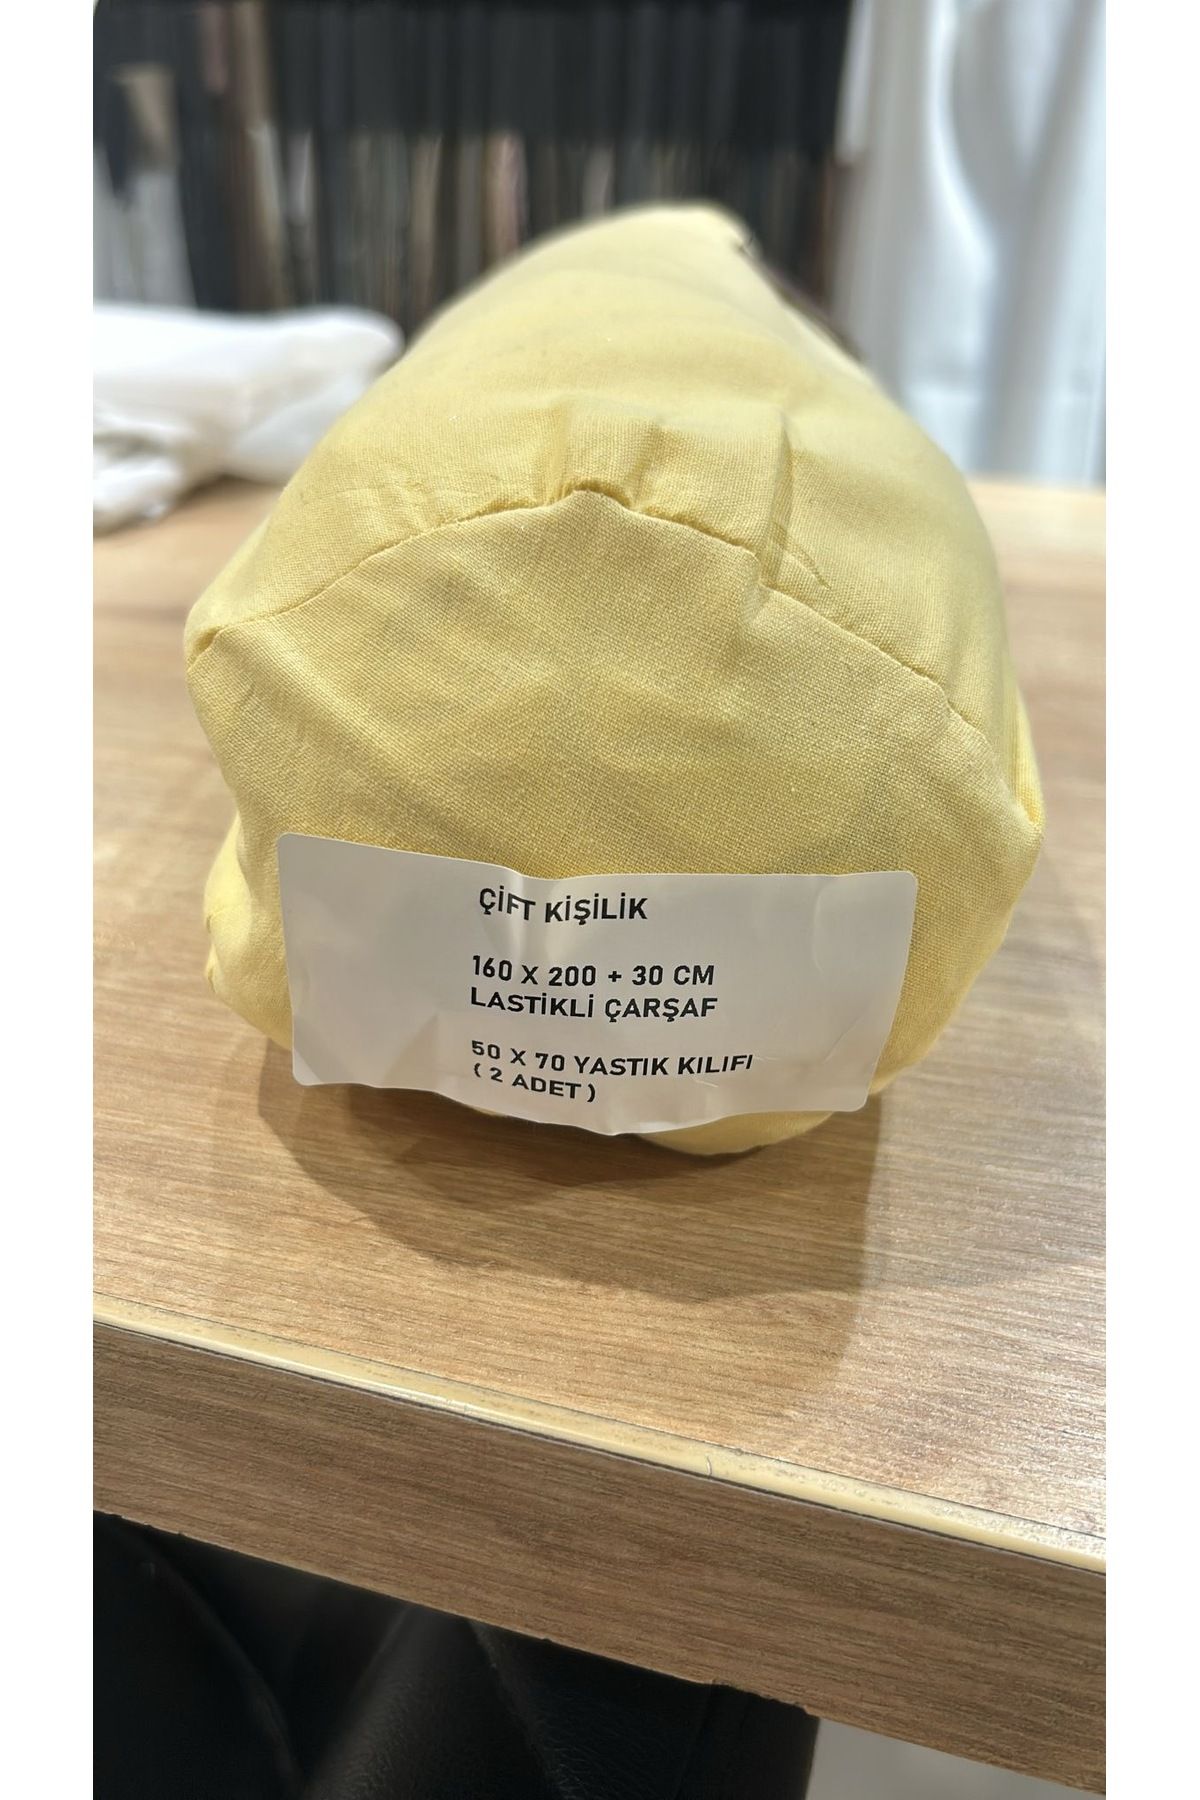 ÇİFT KİŞİLİK
160 X 200 + 30 CM
LASTİKLİ ÇARŞAF
50 X 70 YASTIK KILIFI
( 2 ADET )